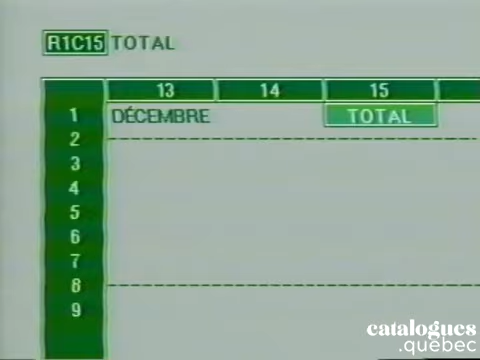 R1C15 TOTAL
13 14 15
1 DÉCEMBRE TOTAL
2
3
4
5
6
7
8
9
catalogues
.québec